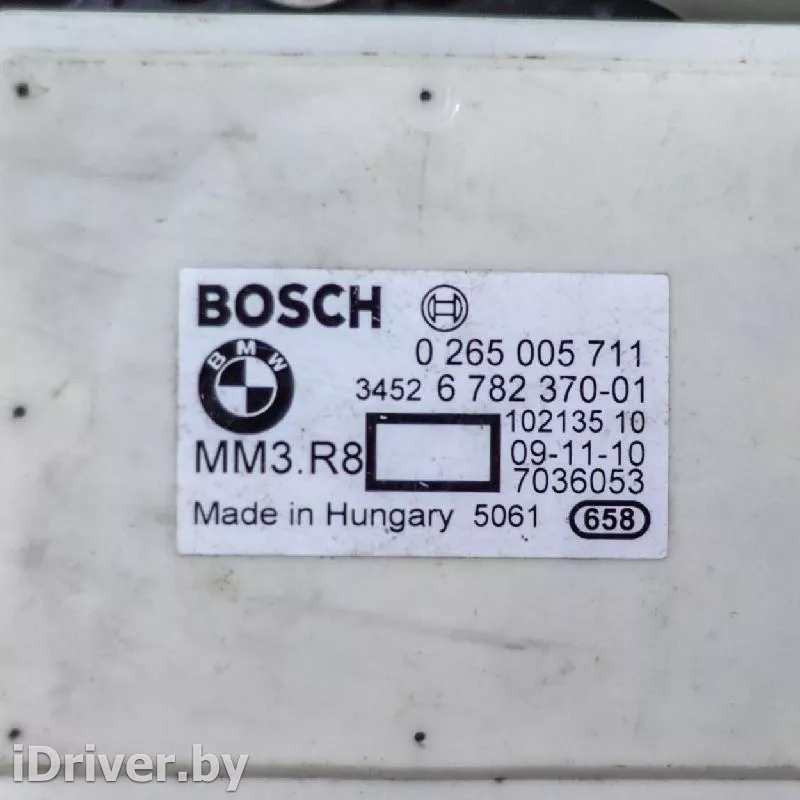 BOSCH
0 265 005 711
BMW
3452 6 782 370-01
102135 10
MM3.R8
09-11-10
7036053
Made in Hungary 5061 658
iDriver.by